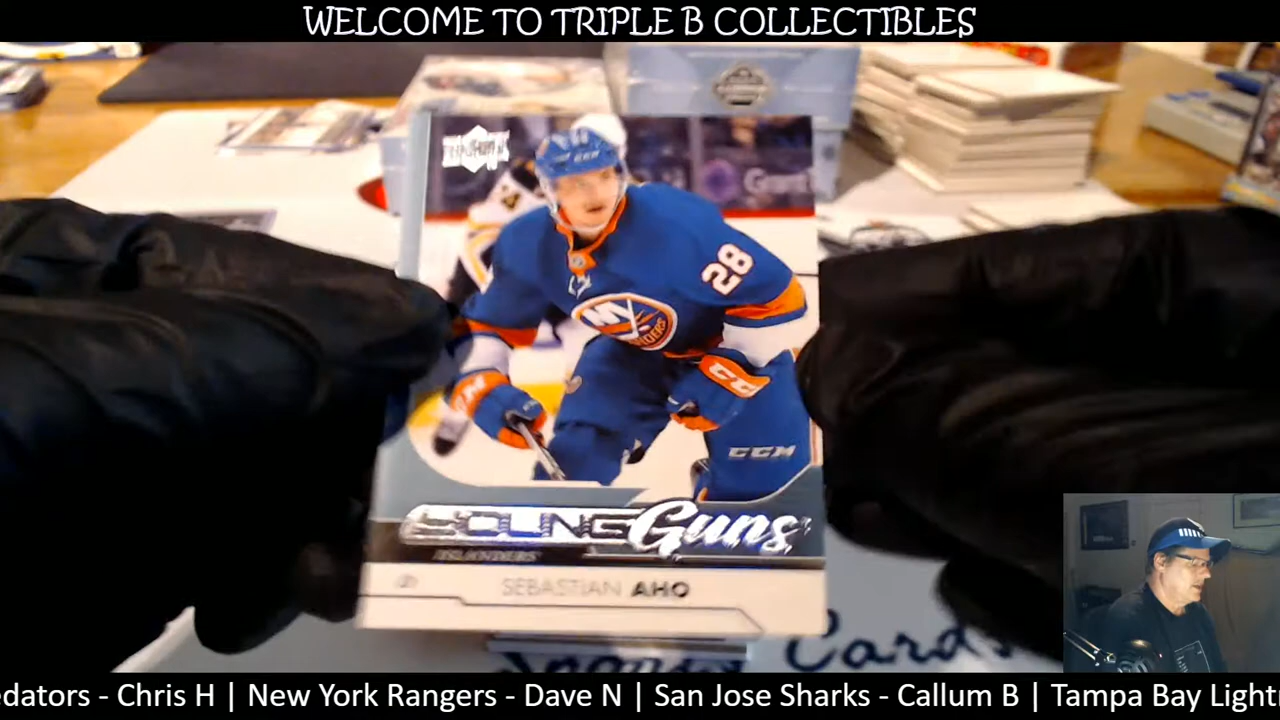 WELCOME TO TRIPLE B COLLECTIBLES
28
CCM
YOUNG Guns
ISLANDERS
SEBASTIAN AHO
Cards
edators - Chris H | New York Rangers - Dave N | San Jose Sharks - Callum B | Tampa Bay Light